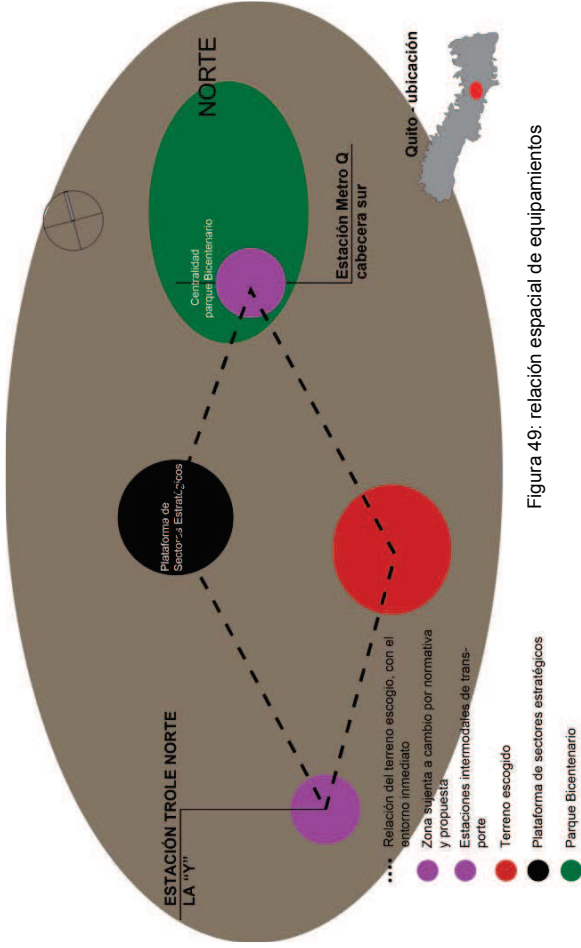 NORTE
Centralidad
parque Bicentenario
Estación Metro Q
cabecera sur
Quito - ubicación
Plataforma de
Sectores Estratégicos
ESTACIÓN TROLE NORTE
LA “Y”
Relación del terreno escogio, con el
entorno inmediato
Zona sujenta a cambio por normativa
y propuesta
Estaciones intermodales de trans-
porte
Terreno escogido
Plataforma de sectores estratégicos
Parque Bicentenario
Figura 49: relación espacial de equipamientos